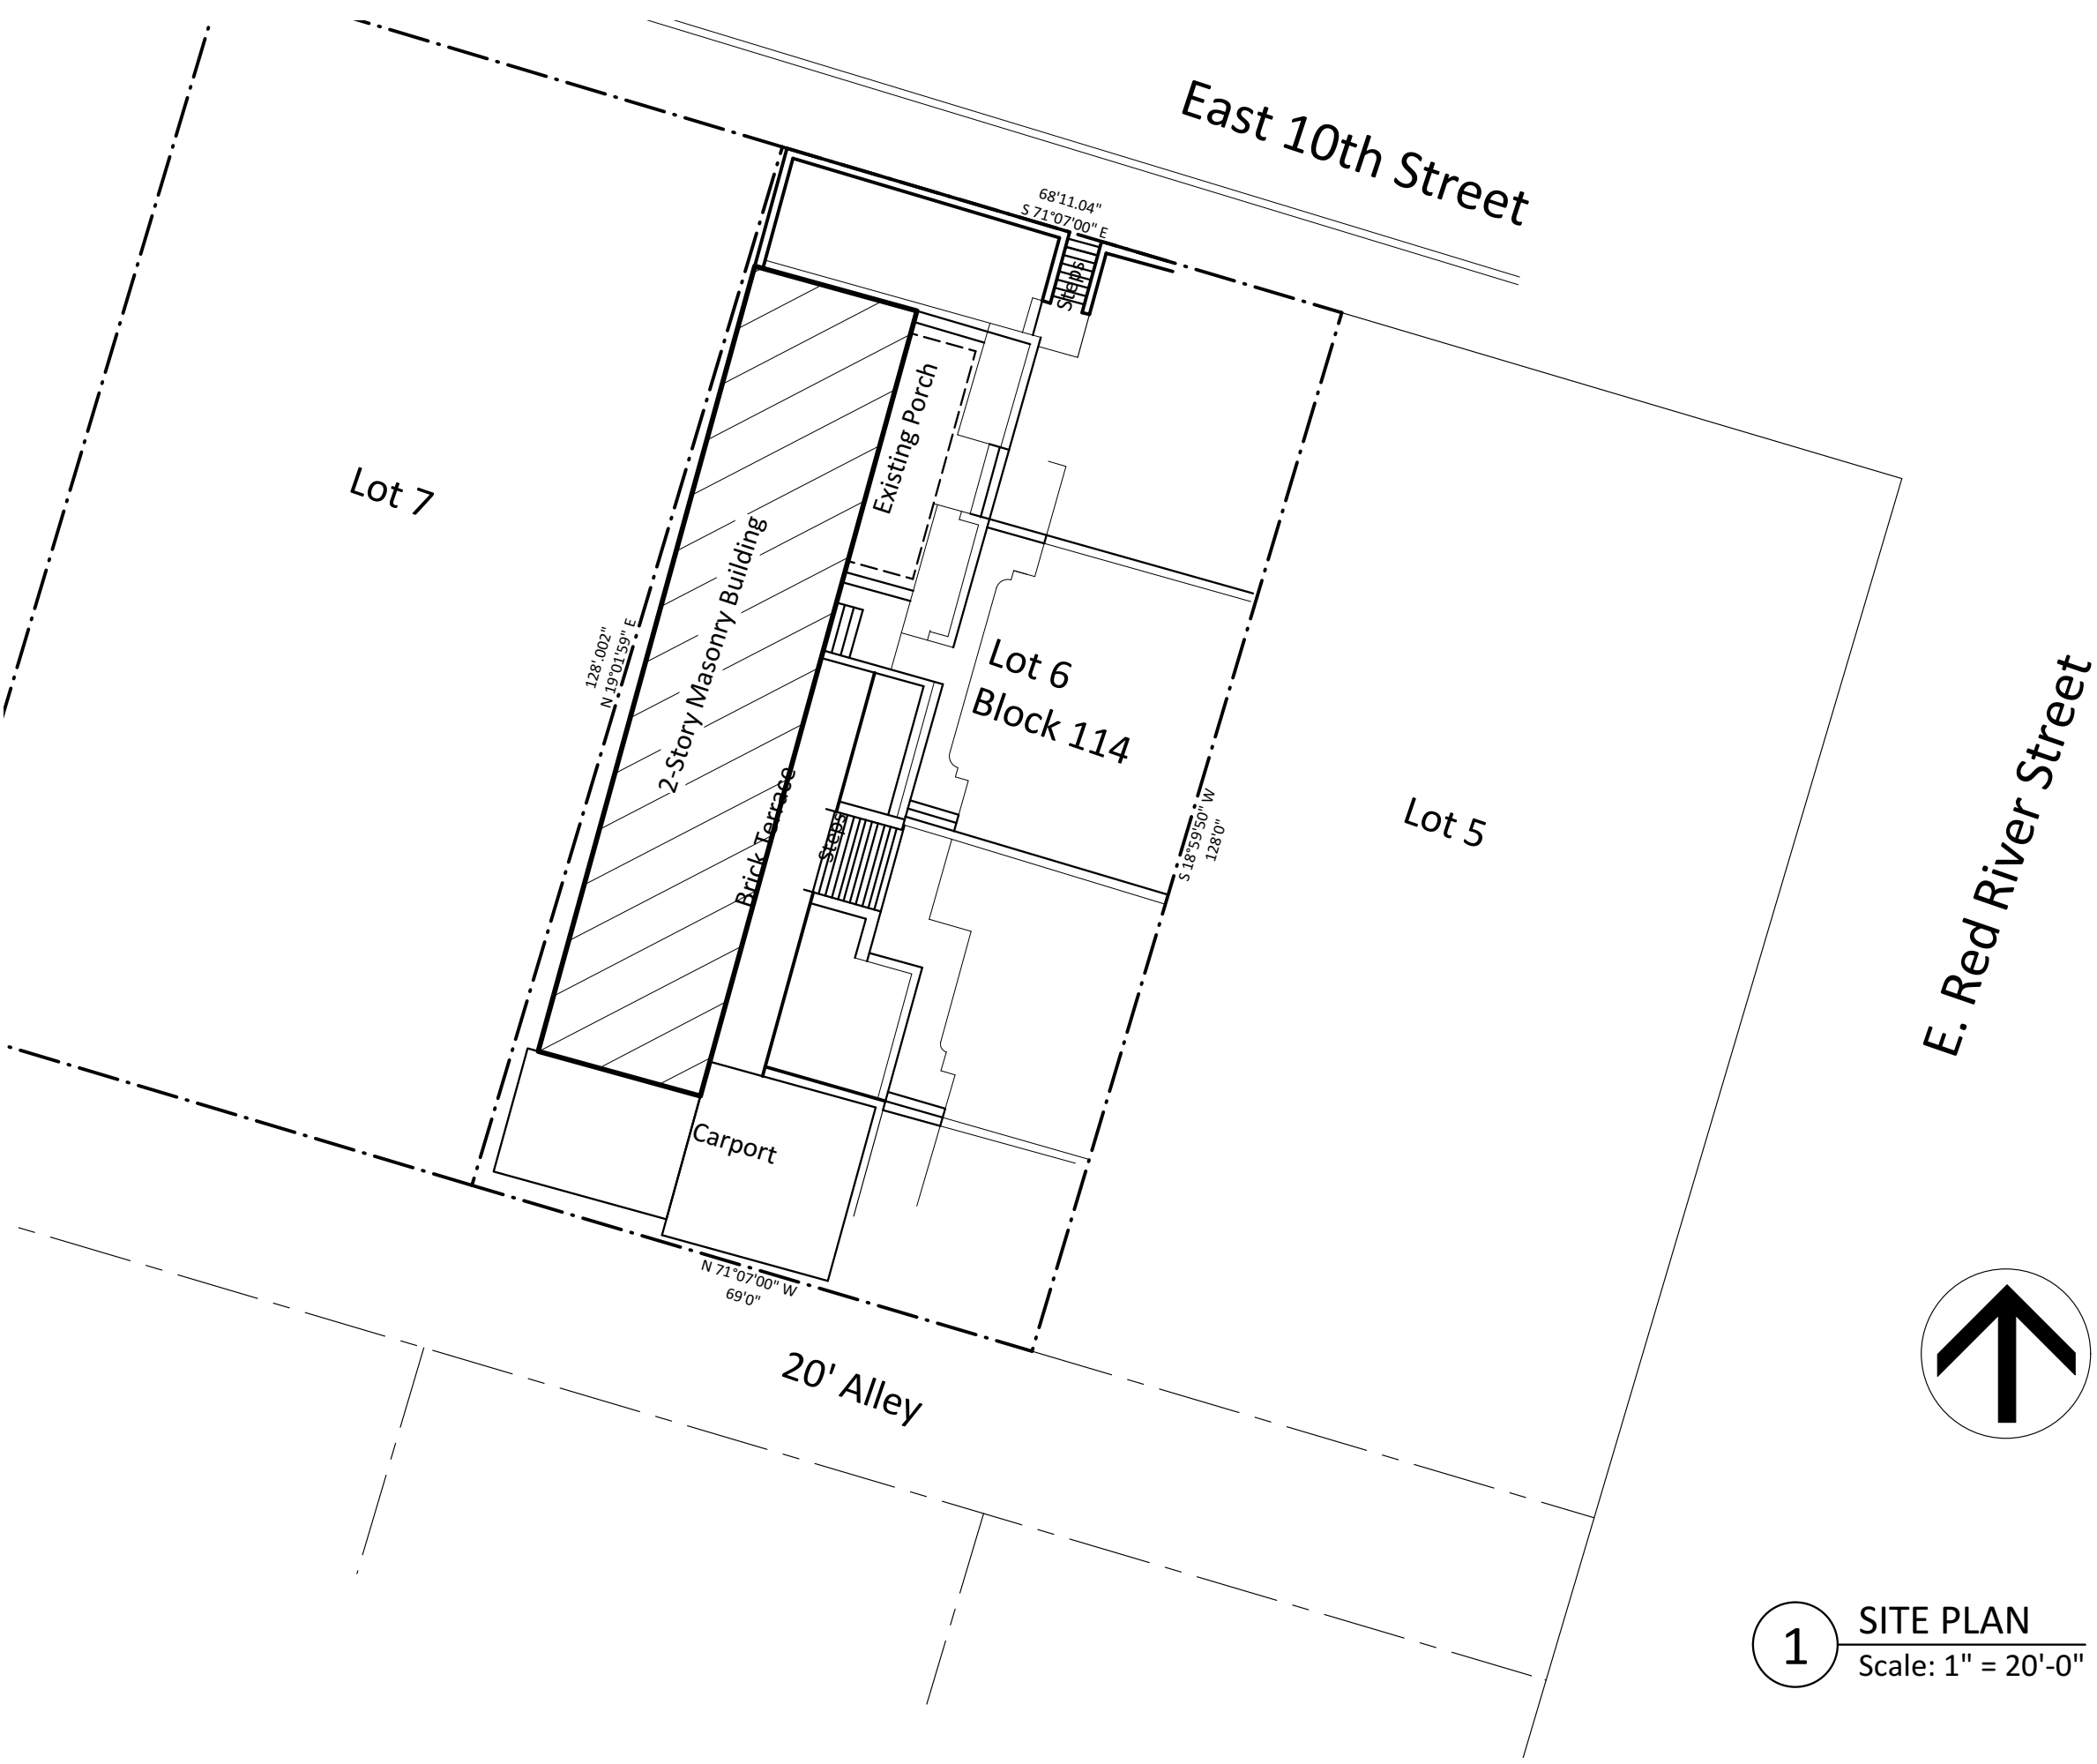 East 10th Street
68'11.04"
S 71°07'00" E
Steps
Existing Porch
Lot 7
2-Story Masonry Building
128'.002"
N 19°01'59" E
Lot 6
Block 114
Brick Terrace
Steps
S 18°59'50" W
128'0"
Lot 5
E. Red River Street
Carport
N 71°07'00" W
69'0"
20' Alley
1
SITE PLAN
Scale: 1" = 20'-0"